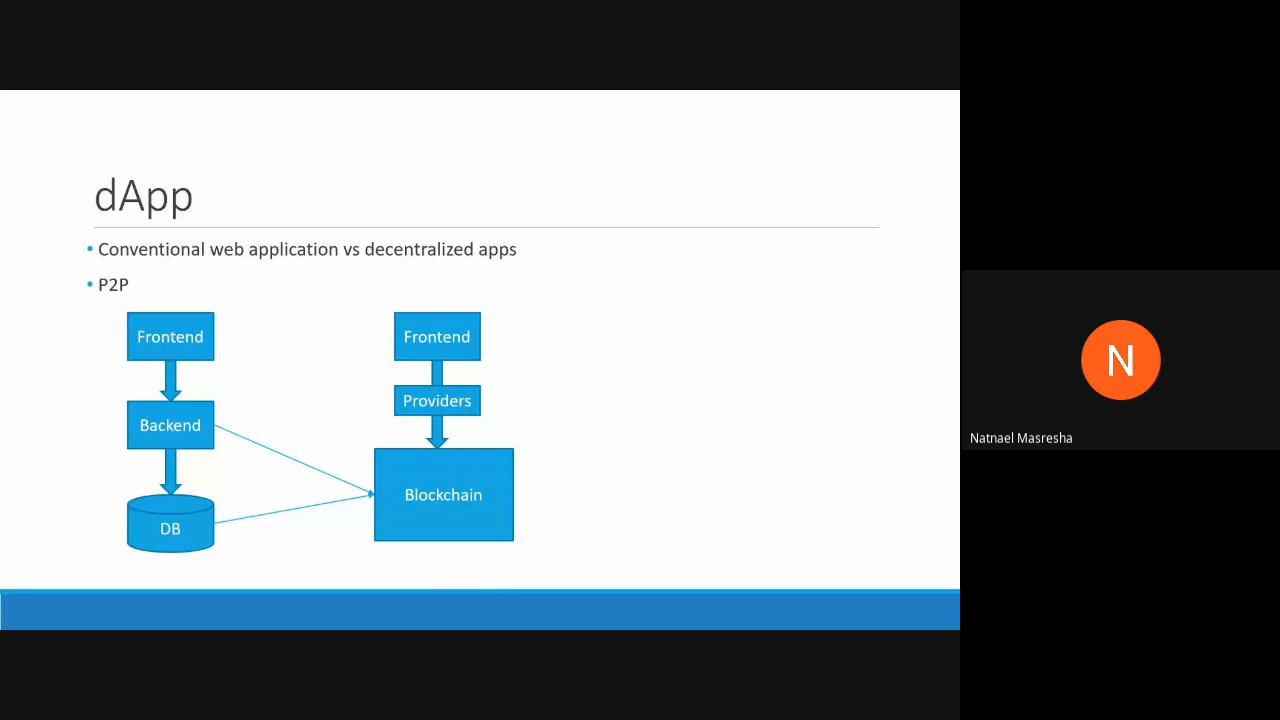 dApp
• Conventional web application vs decentralized apps
• P2P
Frontend
Frontend
Providers
Backend
Blockchain
DB
N
Natnael Masresha